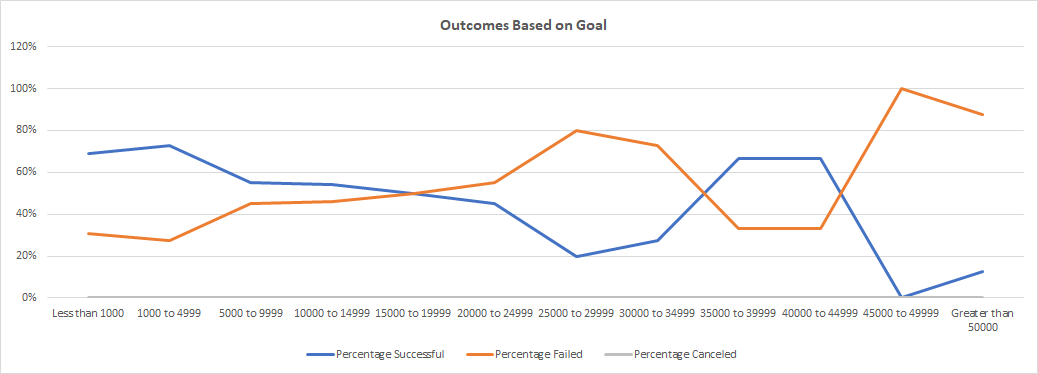 Outcomes Based on Goal
120%
100%
80%
60%
40%
20%
0%
Less than 1000 1000 to 4999 5000 to 9999 10000 to 14999 15000 to 19999 20000 to 24999 25000 to 29999 30000 to 34999 35000 to 39999 40000 to 44999 45000 to 49999 Greater than
50000
Percentage Successful Percentage Failed Percentage Canceled